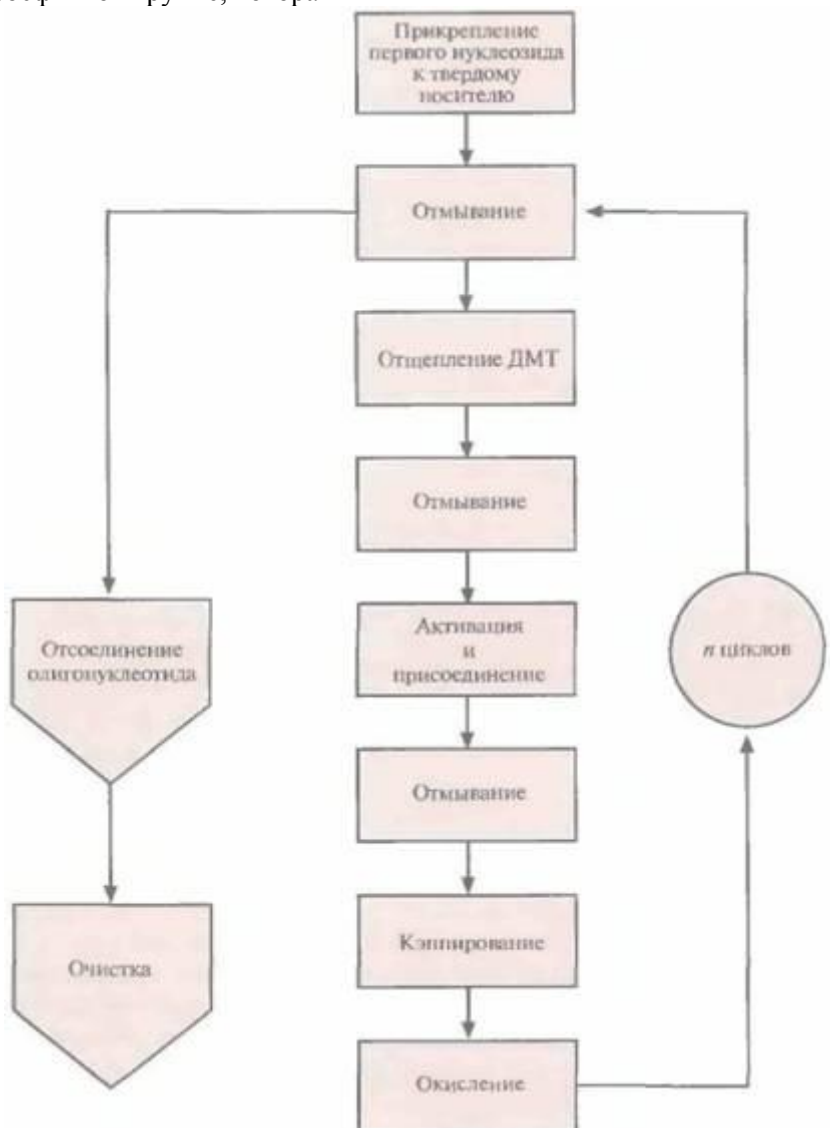 Прикрепление
первого нуклеозида
к твердому
носителю
Отмывание
Отщепление ДМТ
Отмывание
Активация
и
присоединение
Отмывание
Кэппирование
Окисление
n циклов
Отсоединение
олигонуклеотида
Очистка